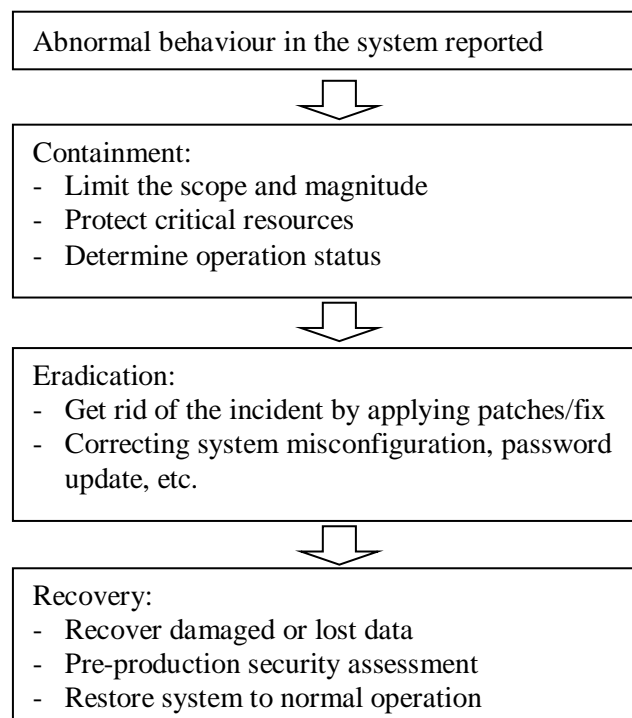 Abnormal behaviour in the system reported
Containment:
- Limit the scope and magnitude
- Protect critical resources
- Determine operation status
Eradication:
- Get rid of the incident by applying patches/fix
- Correcting system misconfiguration, password
update, etc.
Recovery:
- Recover damaged or lost data
- Pre-production security assessment
- Restore system to normal operation